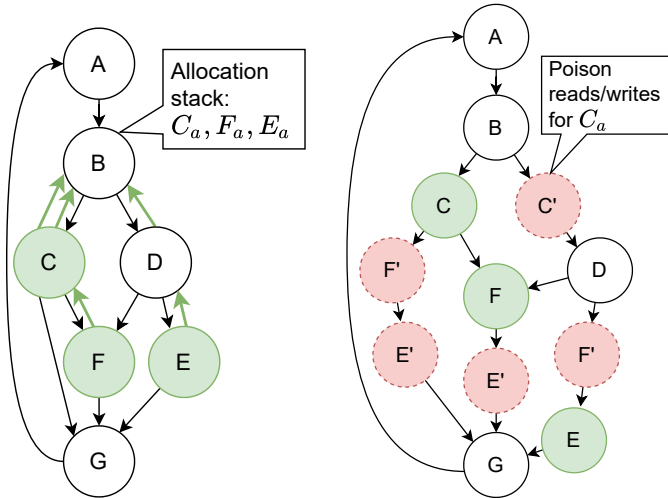 A
Allocation
stack:
C_a, F_a, E_a
B
C
D
F
E
G
A
Poison
reads/writes
for C_a
B
C
C'
F'
F
D
E'
E'
F'
E
G